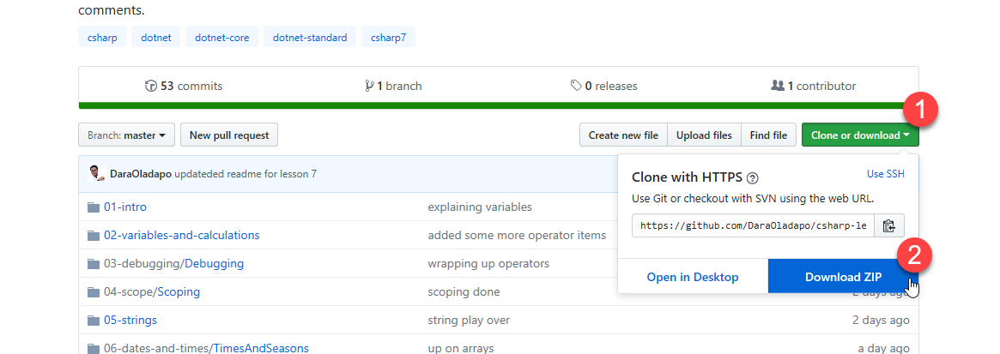 comments.
csharp dotnet dotnet-core dotnet-standard csharp7
53 commits 1 branch 0 releases 1 contributor
1
Branch: master New pull request Create new file Upload files Find file Clone or download
DaraOladapo updateded readme for lesson 7
Clone with HTTPS ? Use SSH
Use Git or checkout with SVN using the web URL.
https://github.com/DaraOladapo/csharp-le
2
Open in Desktop Download ZIP
01-intro explaining variables
02-variables-and-calculations added some more operator items
03-debugging/Debugging wrapping up operators
04-scope/Scoping scoping done 2 days ago
05-strings string play over 2 days ago
06-dates-and-times/TimesAndSeasons up on arrays a day ago